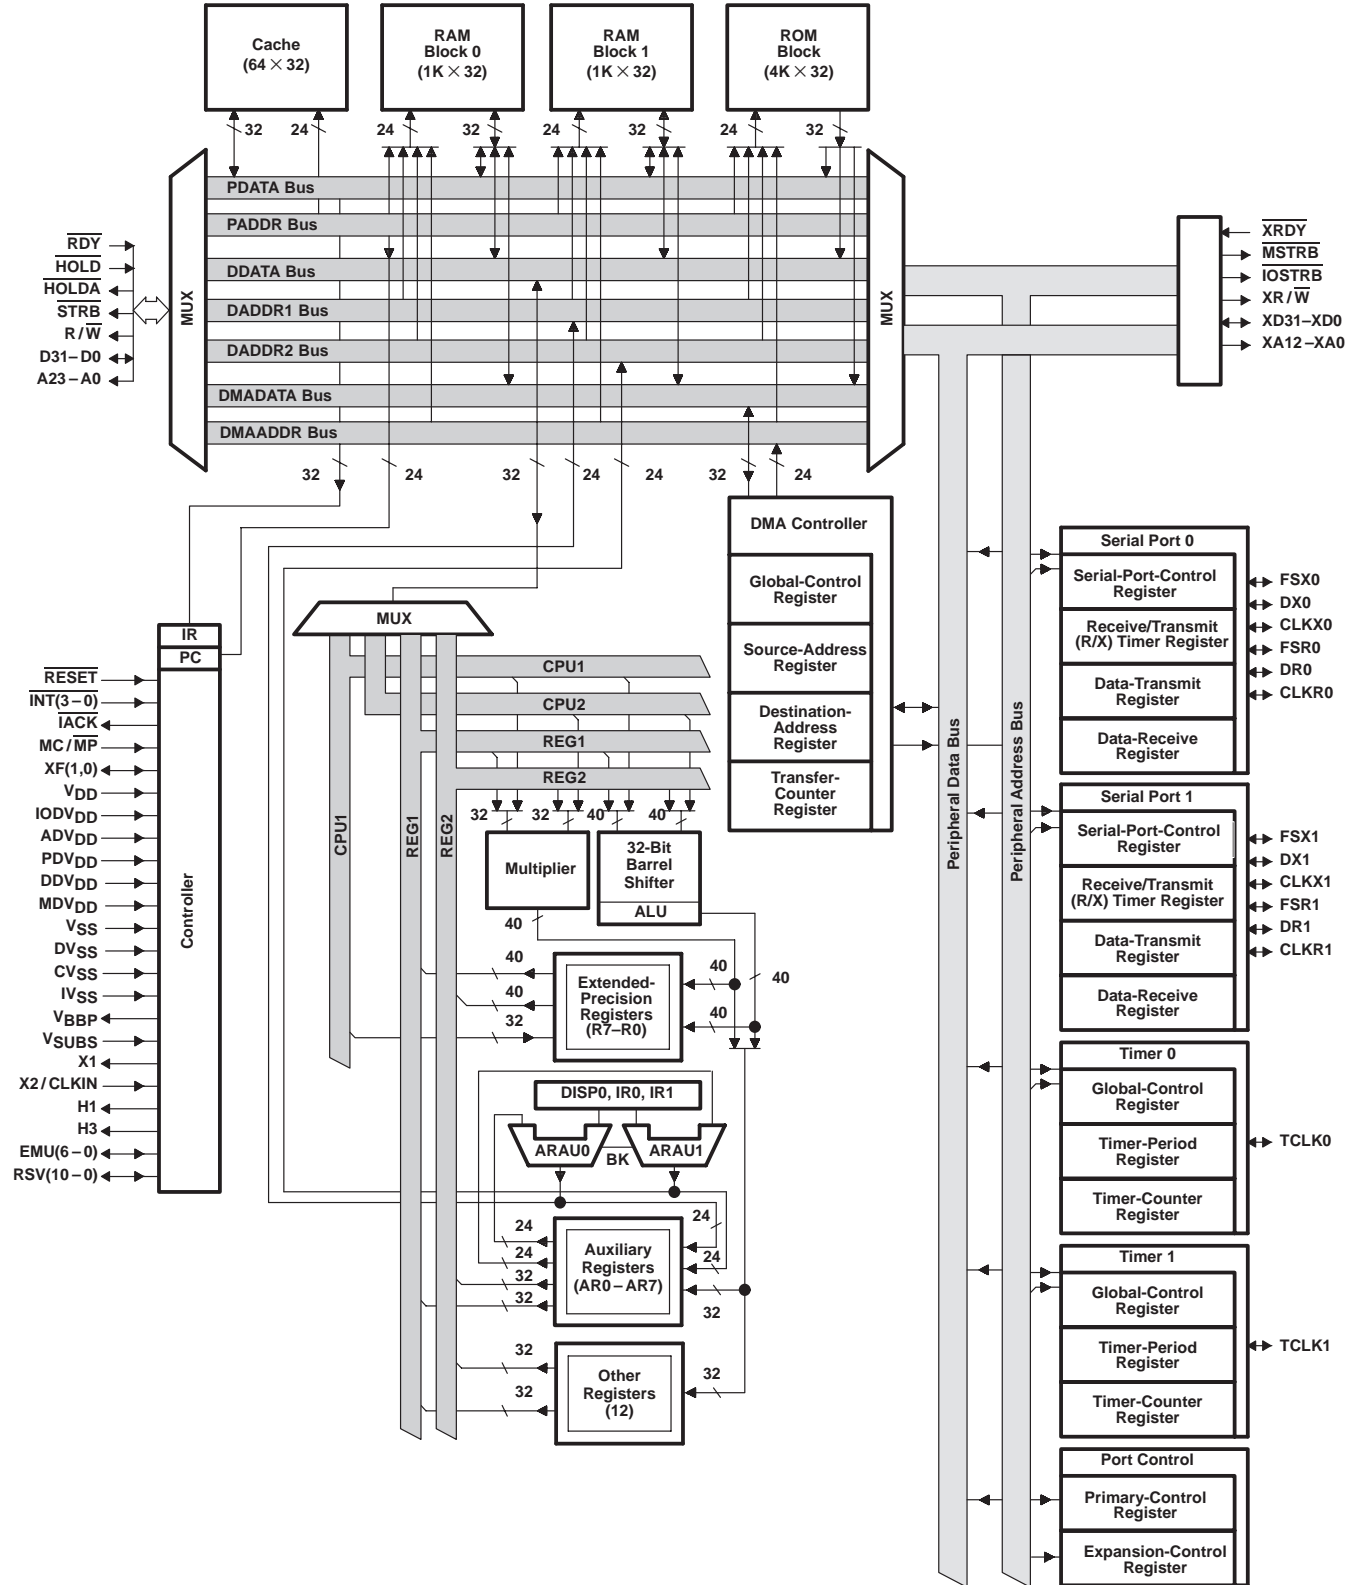 Cache
(64 × 32)
RAM
Block 0
(1K × 32)
RAM
Block 1
(1K × 32)
ROM
Block
(4K × 32)
32
24
24
32
24
32
24
32
MUX
PDATA Bus
PADDR Bus
DDATA Bus
DADDR1 Bus
DADDR2 Bus
DMADATA Bus
DMAADDR Bus
MUX
RDY
HOLD
HOLDA
STRB
R/W
D31–D0
A23–A0
XRDY
MSTRB
IOSTRB
XR/W
XD31–XD0
XA12–XA0
32
24
32
24
24
32
24
DMA Controller
Global-Control
Register
Source-Address
Register
Destination-
Address
Register
Transfer-
Counter
Register
Peripheral Data Bus
Peripheral Address Bus
IR
PC
Controller
RESET
INT(3–0)
IACK
MC/MP
XF(1,0)
VDD
IODVDD
ADVDD
PDVDD
DDVDD
MDVDD
VSS
DVSS
CVSS
IVSS
VBBP
VSUBS
X1
X2/CLKIN
H1
H3
EMU(6–0)
RSV(10–0)
MUX
CPU1
CPU2
REG1
REG2
CPU1
REG1
REG2
32
32
40
40
Multiplier
32-Bit
Barrel
Shifter
ALU
40
40
40
40
32
40
40
Extended-
Precision
Registers
(R7–R0)
DISP0, IR0, IR1
ARAU0
BK
ARAU1
24
24
32
32
24
24
32
Auxiliary
Registers
(AR0–AR7)
32
32
32
Other
Registers
(12)
Serial Port 0
Serial-Port-Control
Register
Receive/Transmit
(R/X) Timer Register
Data-Transmit
Register
Data-Receive
Register
FSX0
DX0
CLKX0
FSR0
DR0
CLKR0
Serial Port 1
Serial-Port-Control
Register
Receive/Transmit
(R/X) Timer Register
Data-Transmit
Register
Data-Receive
Register
FSX1
DX1
CLKX1
FSR1
DR1
CLKR1
Timer 0
Global-Control
Register
Timer-Period
Register
Timer-Counter
Register
TCLK0
Timer 1
Global-Control
Register
Timer-Period
Register
Timer-Counter
Register
TCLK1
Port Control
Primary-Control
Register
Expansion-Control
Register